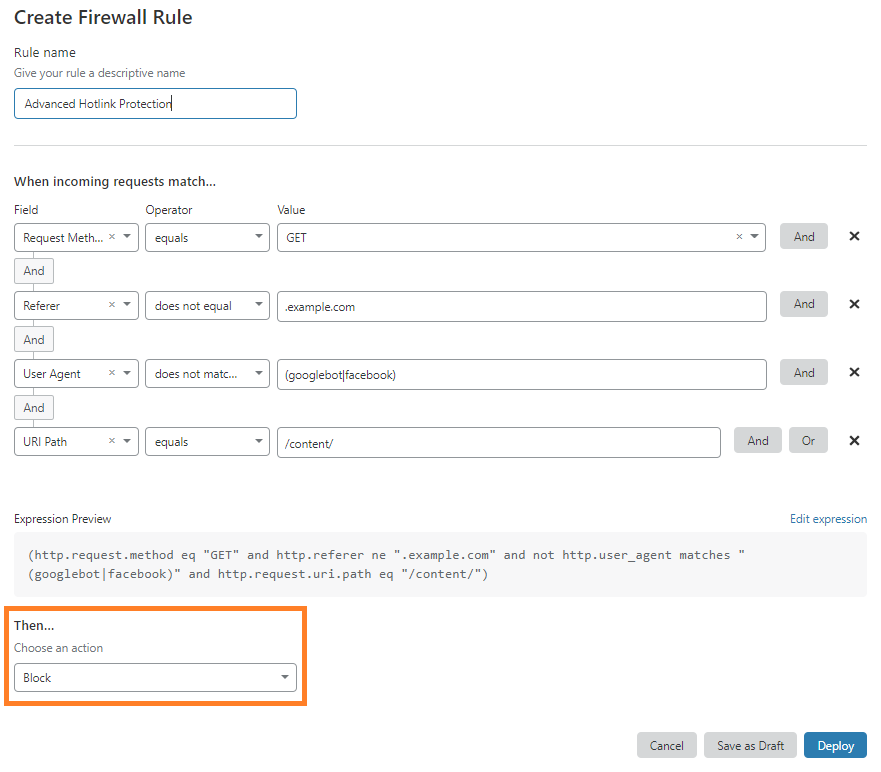 Create Firewall Rule
Rule name
Give your rule a descriptive name
Advanced Hotlink Protection
When incoming requests match...
Field Operator Value
Request Meth... × equals GET × And ×
And
Referer × does not equal .example.com And ×
And
User Agent × does not matc... (googlebot|facebook) And ×
And
URI Path × equals /content/ And Or ×
Expression Preview Edit expression
(http.request.method eq "GET" and http.referer ne ".example.com" and not http.user_agent matches "
(googlebot|facebook)" and http.request.uri.path eq "/content/")
Then...
Choose an action
Block
Cancel Save as Draft Deploy